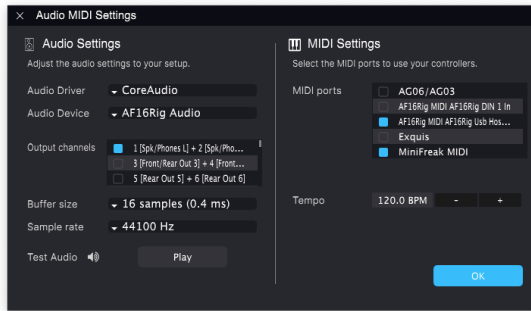 × Audio MIDI Settings
Audio Settings
Adjust the audio settings to your setup.
Audio Driver
CoreAudio
Audio Device
AF16Rig Audio
Output channels
1 [Spk/Phones L] + 2 [Spk/Pho...
3 [Front/Rear Out 3] + 4 [Front...
5 [Rear Out 5] + 6 [Rear Out 6]
Buffer size
16 samples (0.4 ms)
Sample rate
44100 Hz
Test Audio
Play
MIDI Settings
Select the MIDI ports to use your controllers.
MIDI ports
AG06/AG03
AF16Rig MIDI AF16Rig DIN 1 In
AF16Rig MIDI AF16Rig Usb Hos...
Exquis
MiniFreak MIDI
Tempo
120.0 BPM
-
+
OK